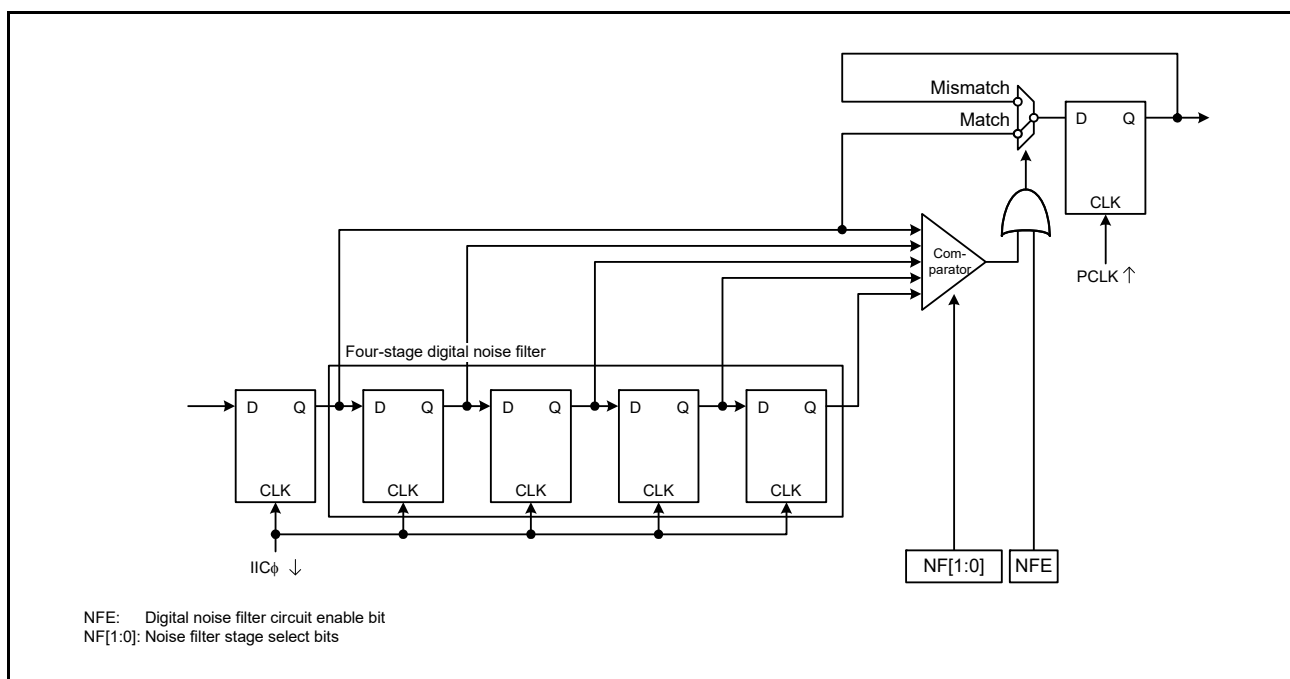 Mismatch
Match
D Q
CLK
PCLK ↑
Com-
parator
Four-stage digital noise filter
D Q D Q D Q D Q D Q
CLK CLK CLK CLK CLK
IICϕ ↓
NF[1:0] NFE
NFE: Digital noise filter circuit enable bit
NF[1:0]: Noise filter stage select bits